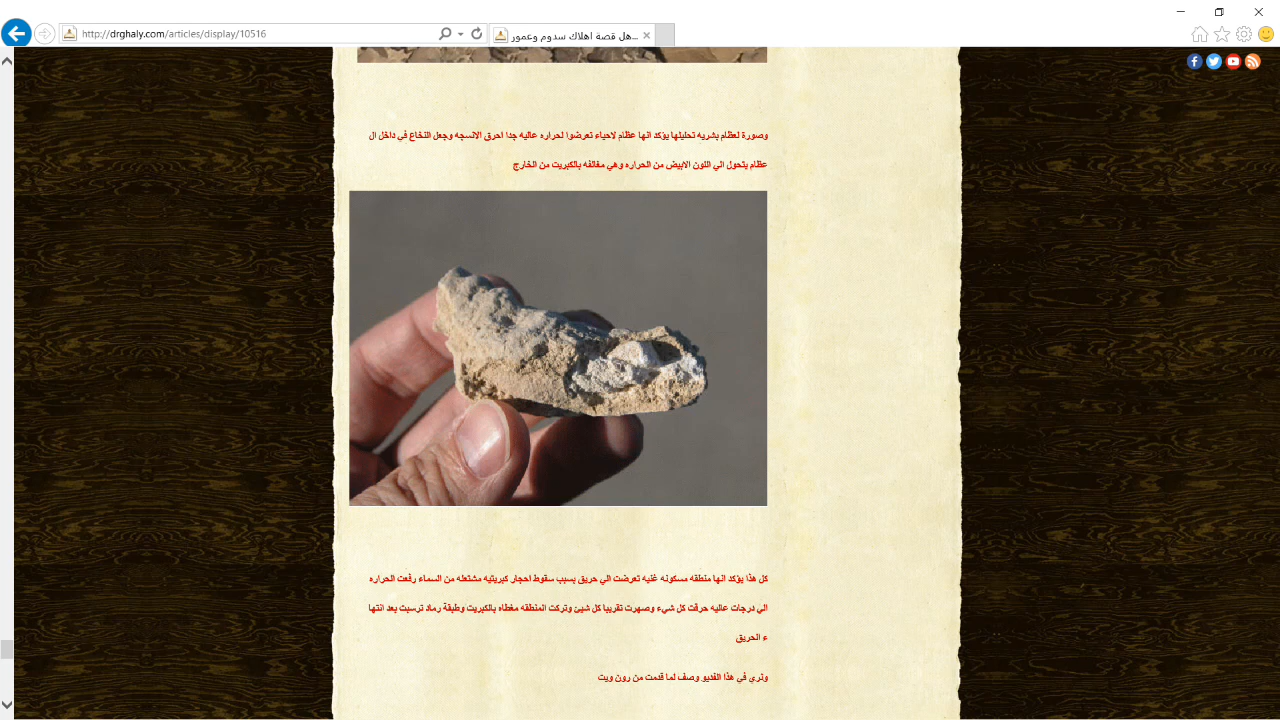 http://drghaly.com/articles/display/10516
هل قصة اهلاك سدوم وعمور...
وصورة لعظام بشريه تحليلها يؤكد انها عظام لاحياء تعرضوا لحراره عاليه جدا احرق الانسجه وجعل النخاع في داخل ال
عظام يتحول الي اللون الابيض من الحراره وهي مغالفه بالكبريت من الخارج
كل هذا يؤكد انها منطقه مسكونه غنيه تعرضت الي حريق بسبب سقوط احجار كبريتيه مشتعله من السماء رفعت الحراره
الي درجات عاليه حرقت كل شيء وصهرت تقريبا كل شيئ وتركت المنطقه مغطاه بالكبريت وطبقة رماد ترسبت بعد انتها
ء الحريق
ونري في هذا الفديو وصف لما قدمت من رون ويت